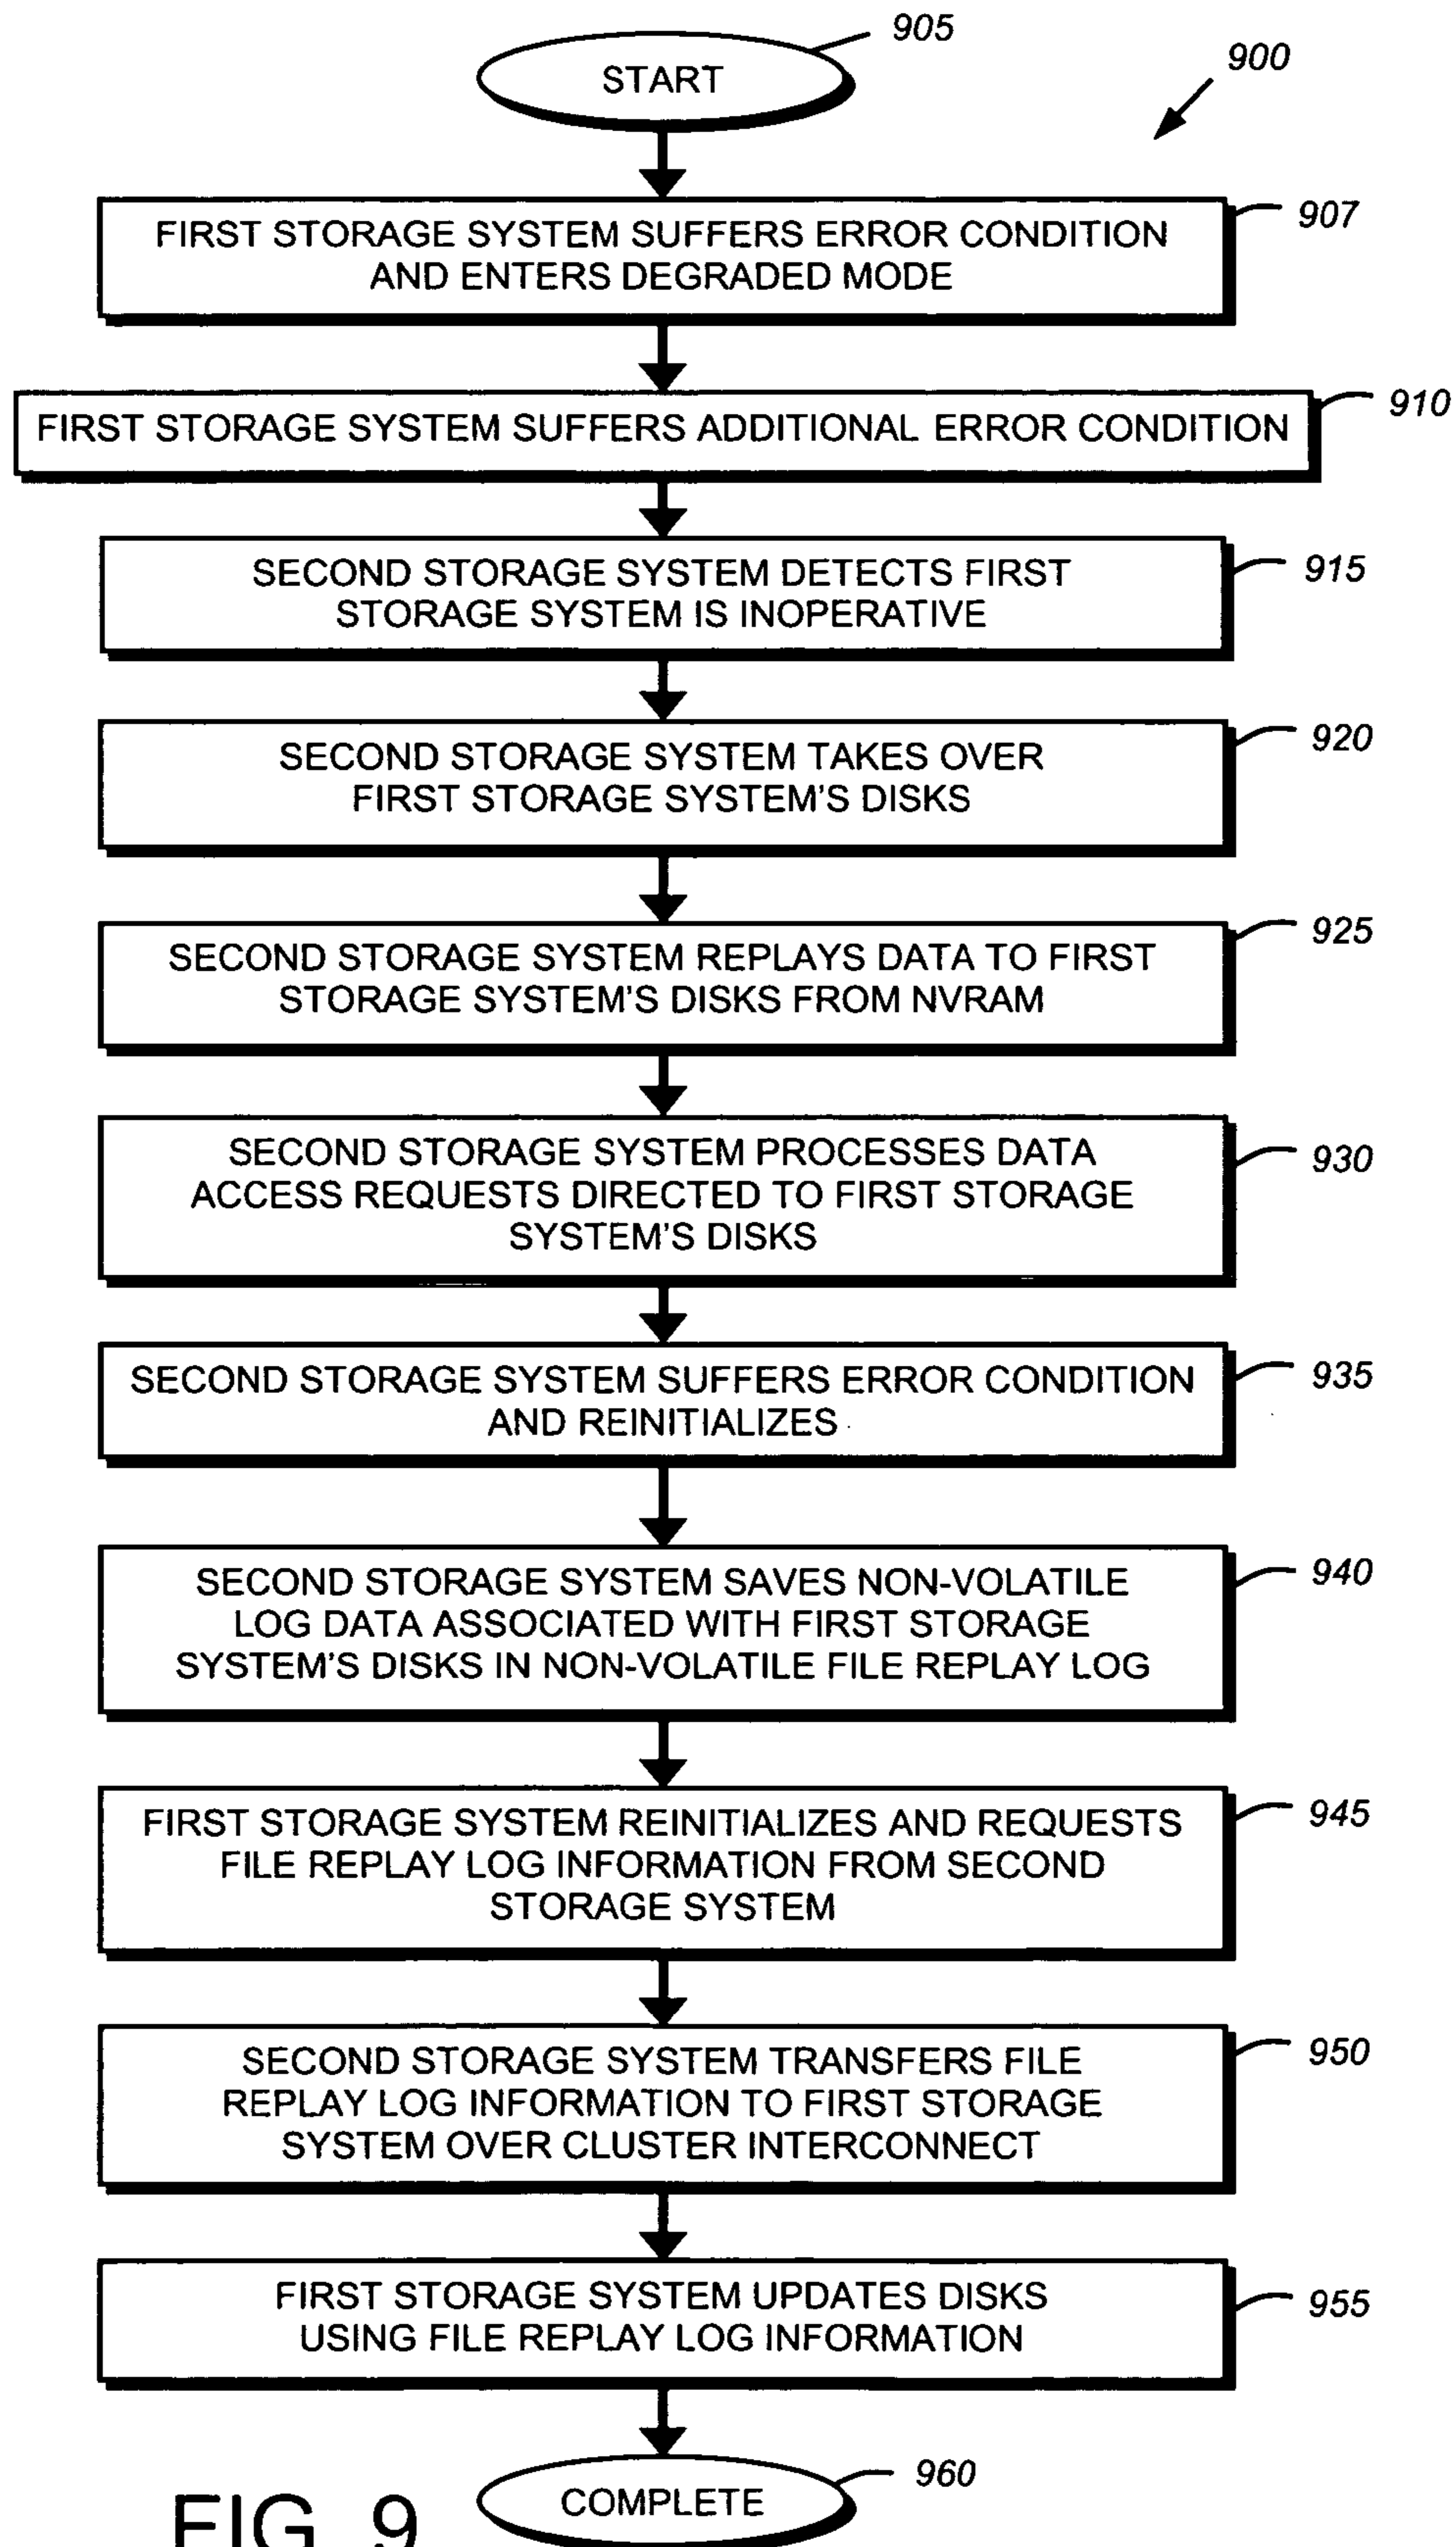 START
905
900
FIRST STORAGE SYSTEM SUFFERS ERROR CONDITION
AND ENTERS DEGRADED MODE
907
FIRST STORAGE SYSTEM SUFFERS ADDITIONAL ERROR CONDITION
910
SECOND STORAGE SYSTEM DETECTS FIRST
STORAGE SYSTEM IS INOPERATIVE
915
SECOND STORAGE SYSTEM TAKES OVER
FIRST STORAGE SYSTEM'S DISKS
920
SECOND STORAGE SYSTEM REPLAYS DATA TO FIRST
STORAGE SYSTEM'S DISKS FROM NVRAM
925
SECOND STORAGE SYSTEM PROCESSES DATA
ACCESS REQUESTS DIRECTED TO FIRST STORAGE
SYSTEM'S DISKS
930
SECOND STORAGE SYSTEM SUFFERS ERROR CONDITION
AND REINITIALIZES
935
SECOND STORAGE SYSTEM SAVES NON-VOLATILE
LOG DATA ASSOCIATED WITH FIRST STORAGE
SYSTEM'S DISKS IN NON-VOLATILE FILE REPLAY LOG
940
FIRST STORAGE SYSTEM REINITIALIZES AND REQUESTS
FILE REPLAY LOG INFORMATION FROM SECOND
STORAGE SYSTEM
945
SECOND STORAGE SYSTEM TRANSFERS FILE
REPLAY LOG INFORMATION TO FIRST STORAGE
SYSTEM OVER CLUSTER INTERCONNECT
950
FIRST STORAGE SYSTEM UPDATES DISKS
USING FILE REPLAY LOG INFORMATION
955
COMPLETE
960
FIG. 9